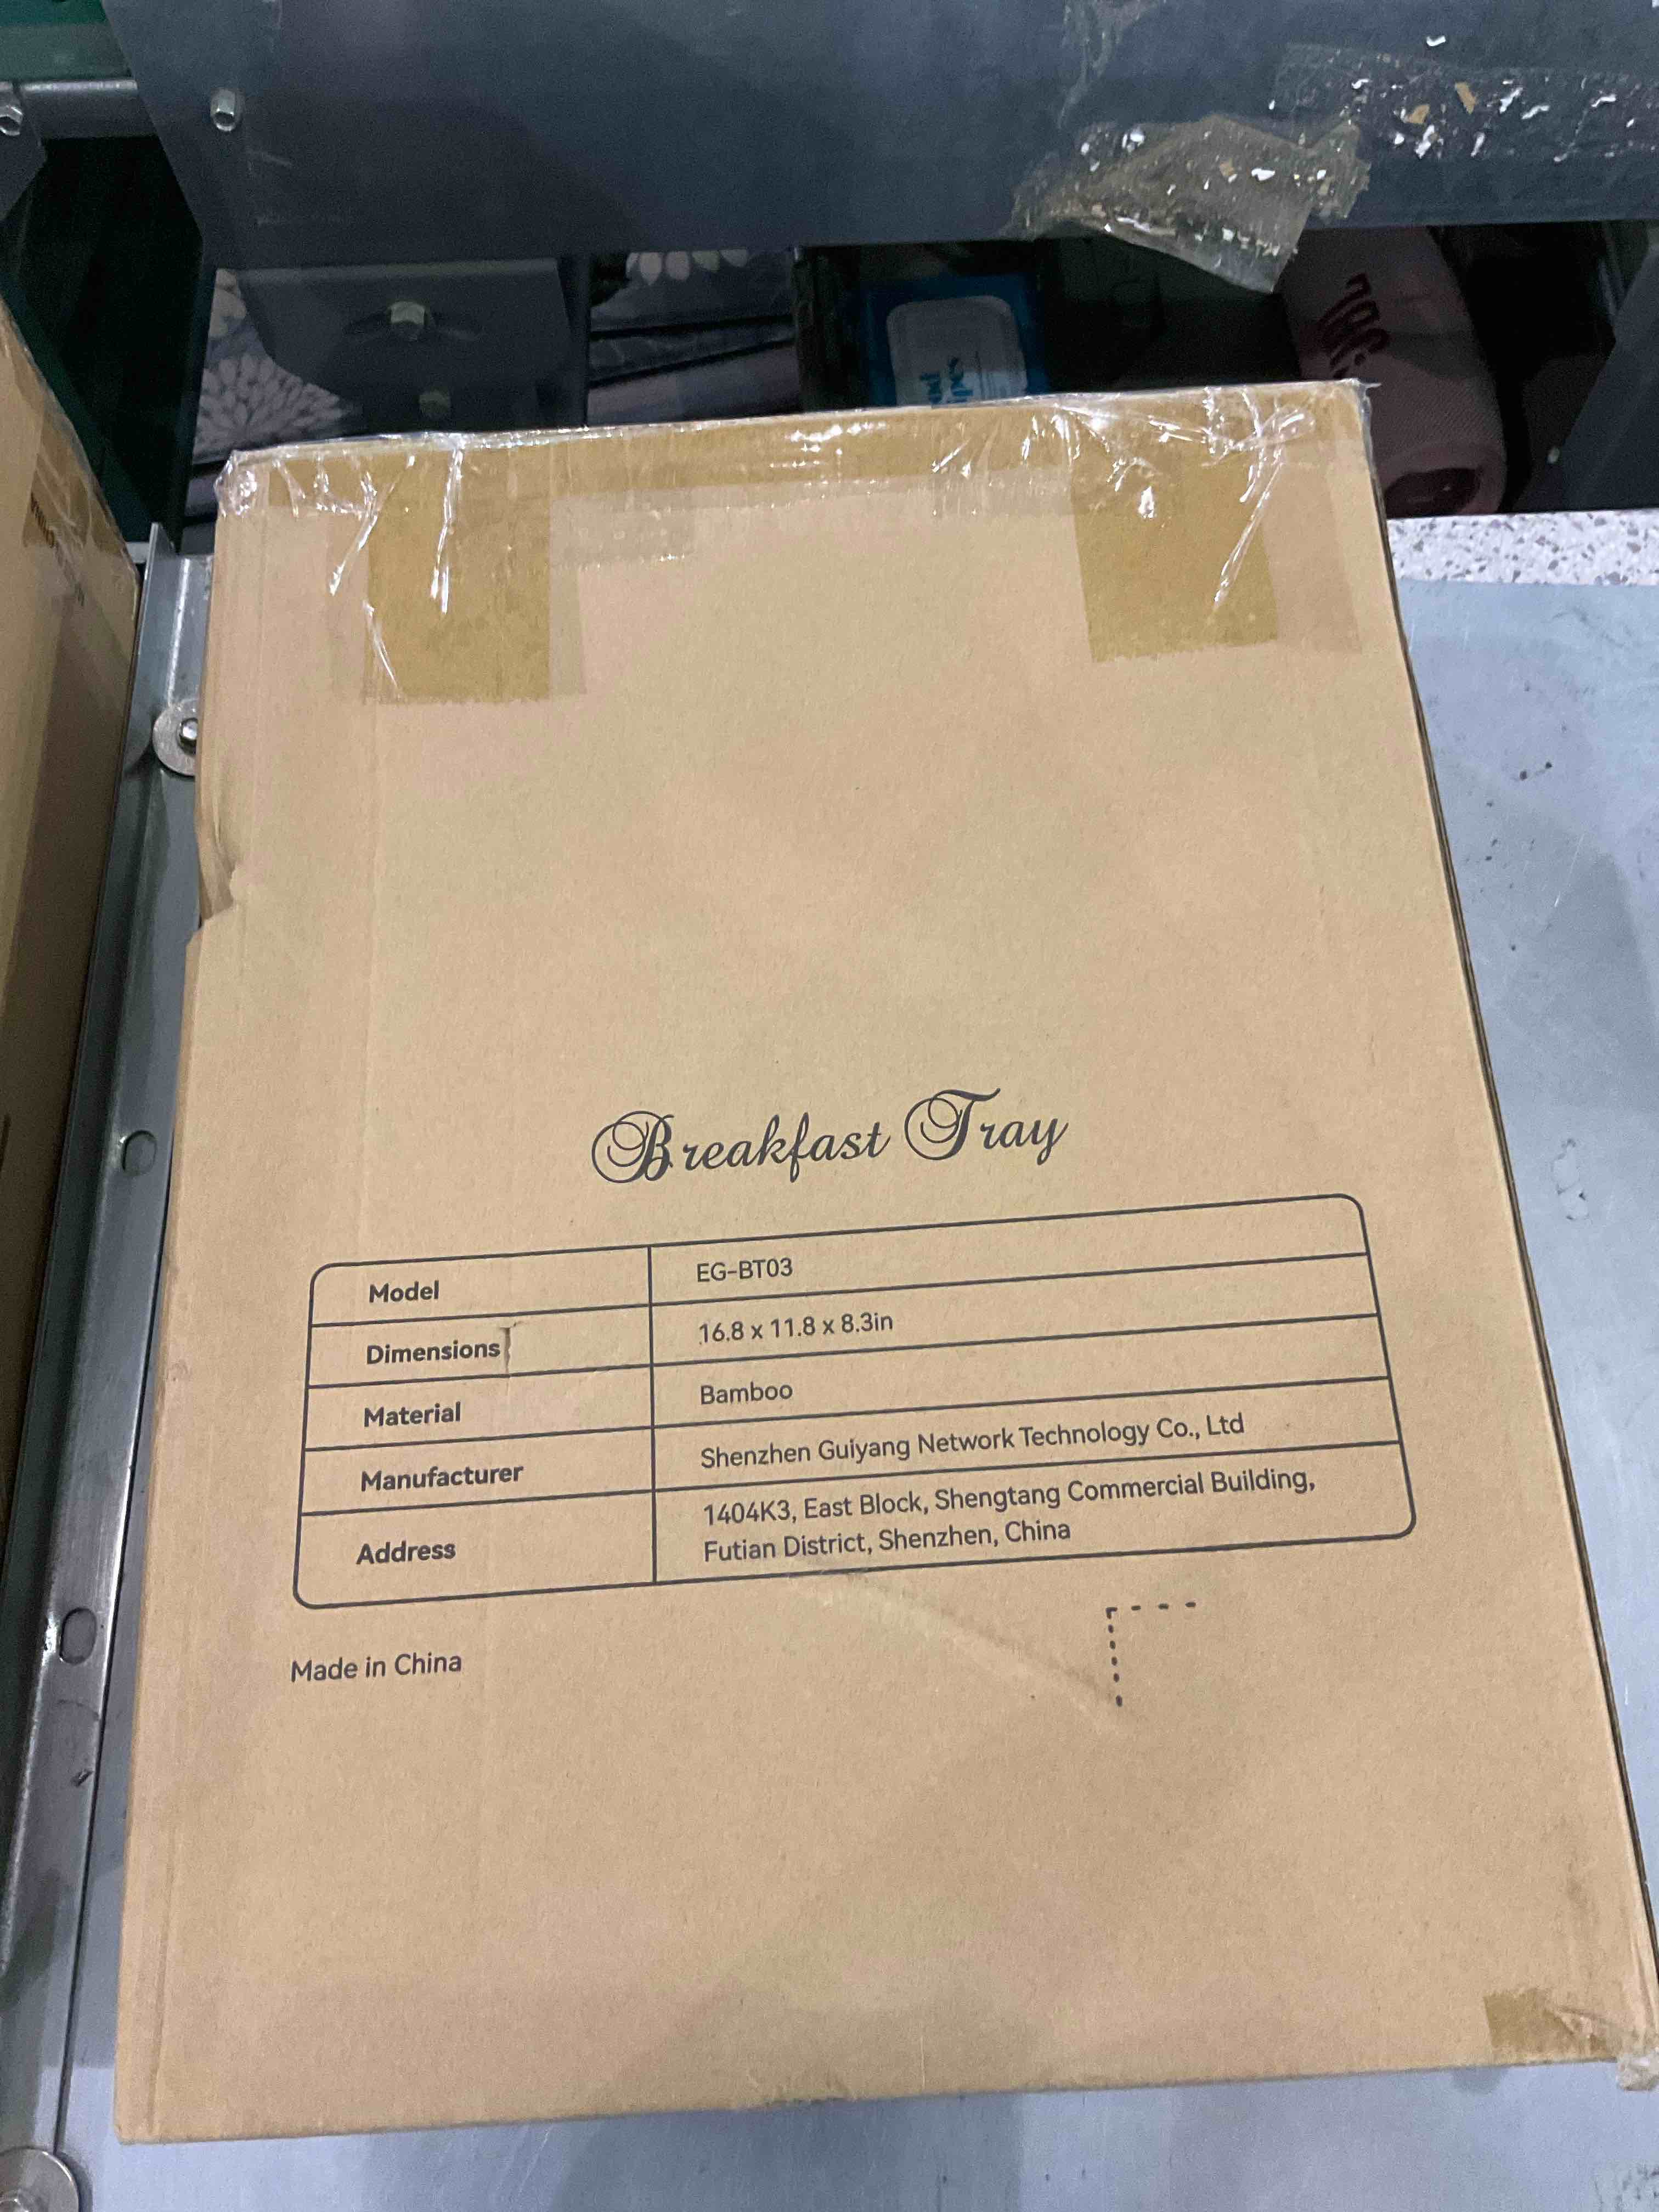 Breakfast Tray
Model EG-BT03
Dimensions 16.8 x 11.8 x 8.3in
Material Bamboo
Manufacturer Shenzhen Guiyang Network Technology Co., Ltd
Address 1404K3, East Block, Shengtang Commercial Building,
Futian District, Shenzhen, China
Made in China